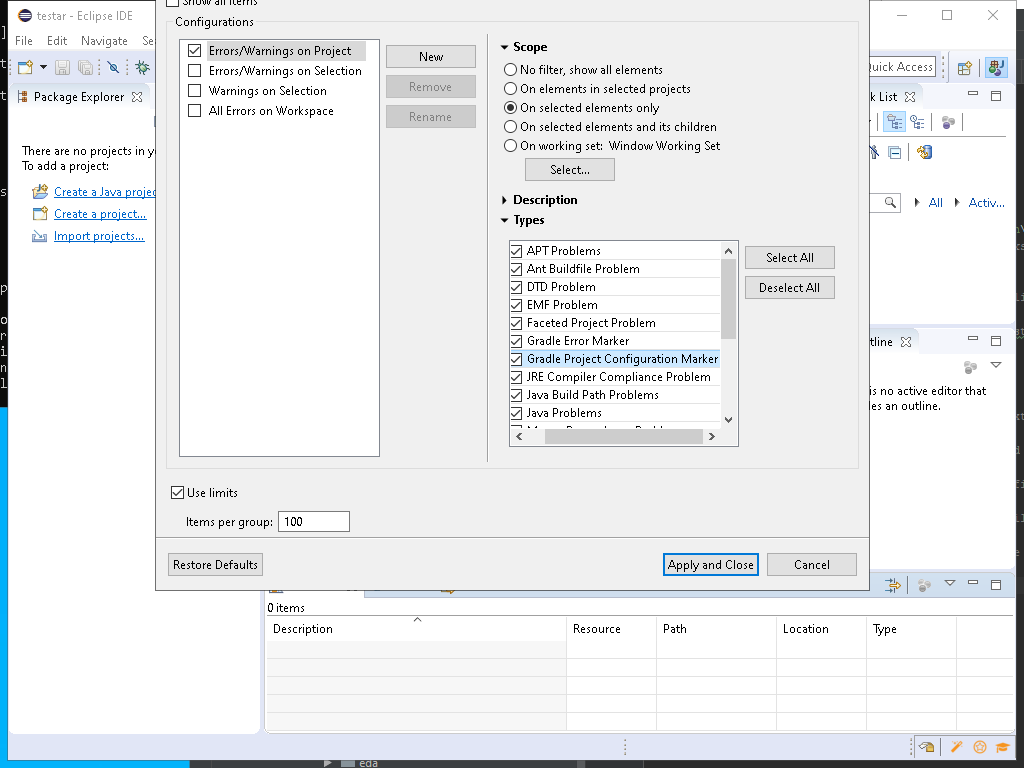 Show all items
testar - Eclipse IDE
Configurations
File Edit Navigate Se
Errors/Warnings on Project
Errors/Warnings on Selection
Warnings on Selection
All Errors on Workspace
New
Remove
Rename
Scope
No filter, show all elements
On elements in selected projects
On selected elements only
On selected elements and its children
On working set: Window Working Set
Select...
Description
Types
APT Problems
Ant Buildfile Problem
DTD Problem
EMF Problem
Faceted Project Problem
Gradle Error Marker
Gradle Project Configuration Marker
JRE Compiler Compliance Problem
Java Build Path Problems
Java Problems
Select All
Deselect All
Quick Access
Package Explorer
k List
There are no projects in y
To add a project:
Create a Java projec
Create a project...
Import projects...
All Activ...
tline
is no active editor that
les an outline.
Use limits
Items per group: 100
Restore Defaults
Apply and Close
Cancel
0 items
Description Resource Path Location Type
eda